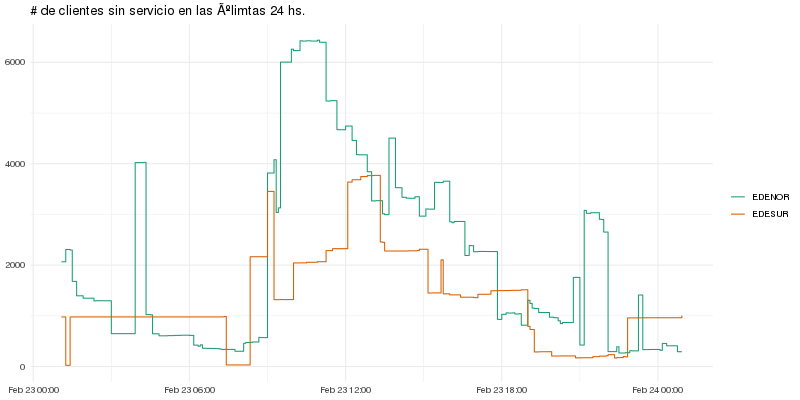 # de clientes sin servicio en las Ãºlimtas 24 hs.
6000
4000
2000
0
Feb 23 00:00
Feb 23 06:00
Feb 23 12:00
Feb 23 18:00
Feb 24 00:00
EDENOR
EDESUR